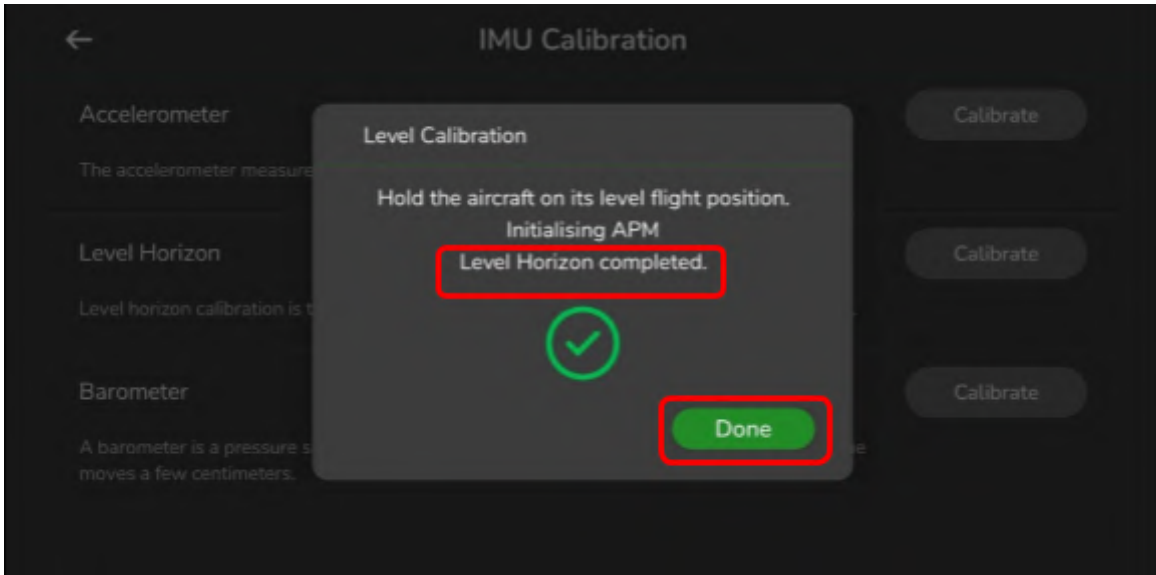 IMU Calibration
Accelerometer
Calibrate
The accelerometer measure
Level Calibration
Hold the aircraft on its level flight position.
Initialising APM
Level Horizon completed.
Done
Level Horizon
Calibrate
Level horizon calibration is t
Barometer
Calibrate
A barometer is a pressure s
moves a few centimeters.